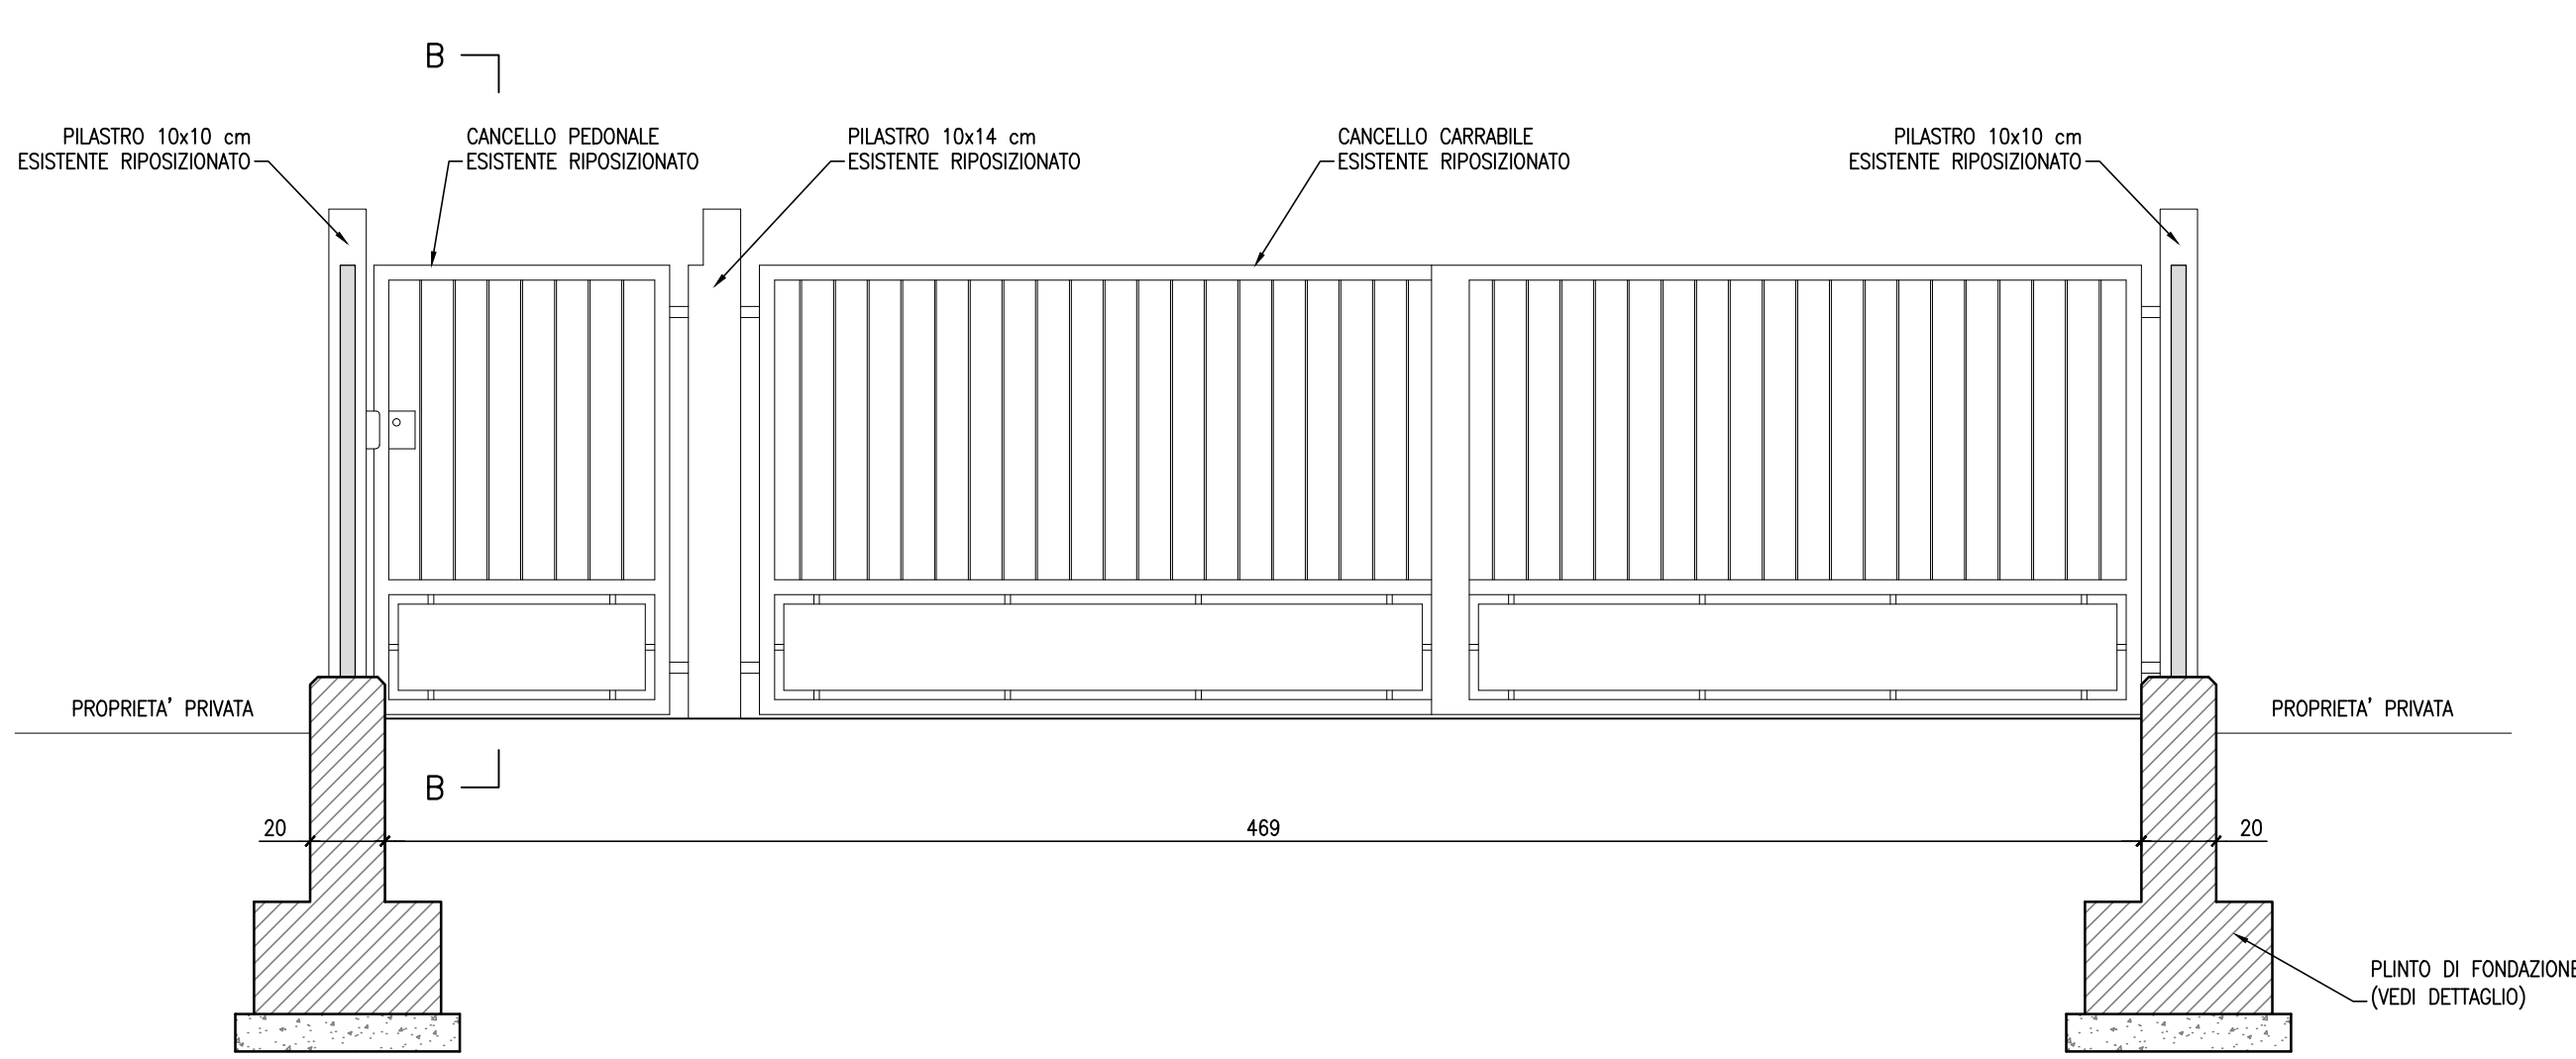 B
PILASTRO 10x10 cm
ESISTENTE RIPOSIZIONATO
CANCELLO PEDONALE
ESISTENTE RIPOSIZIONATO
PILASTRO 10x14 cm
ESISTENTE RIPOSIZIONATO
CANCELLO CARRABILE
ESISTENTE RIPOSIZIONATO
PILASTRO 10x10 cm
ESISTENTE RIPOSIZIONATO
PROPRIETA' PRIVATA
PROPRIETA' PRIVATA
B
20
469
20
PLINTO DI FONDAZIONE
(VEDI DETTAGLIO)